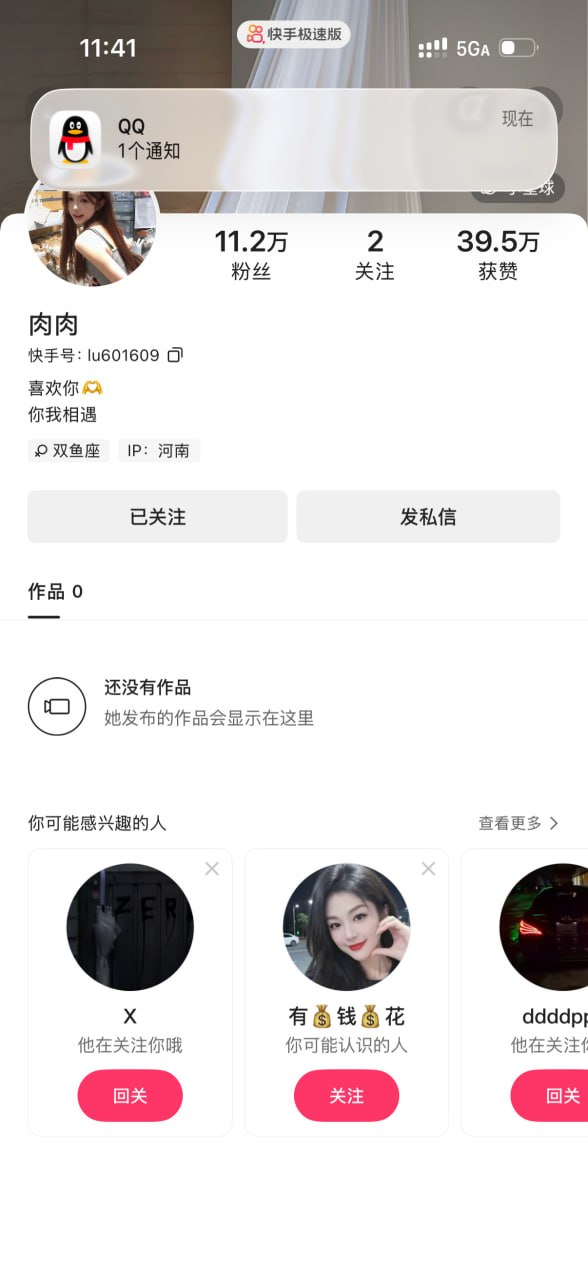 11:41
快手极速版
5GA
QQ
现在
1个通知
11.2万
2
39.5万
粉丝
关注
获赞
肉肉
快手号: lu601609
喜欢你🫶
你我相遇
双鱼座
IP: 河南
已关注
发私信
作品 0
还没有作品
她发布的作品会显示在这里
你可能感兴趣的人
查看更多
ZER
X
有💰钱💰花
ddddpp
他在关注你哦
你可能认识的人
他在关注
回关
关注
回关